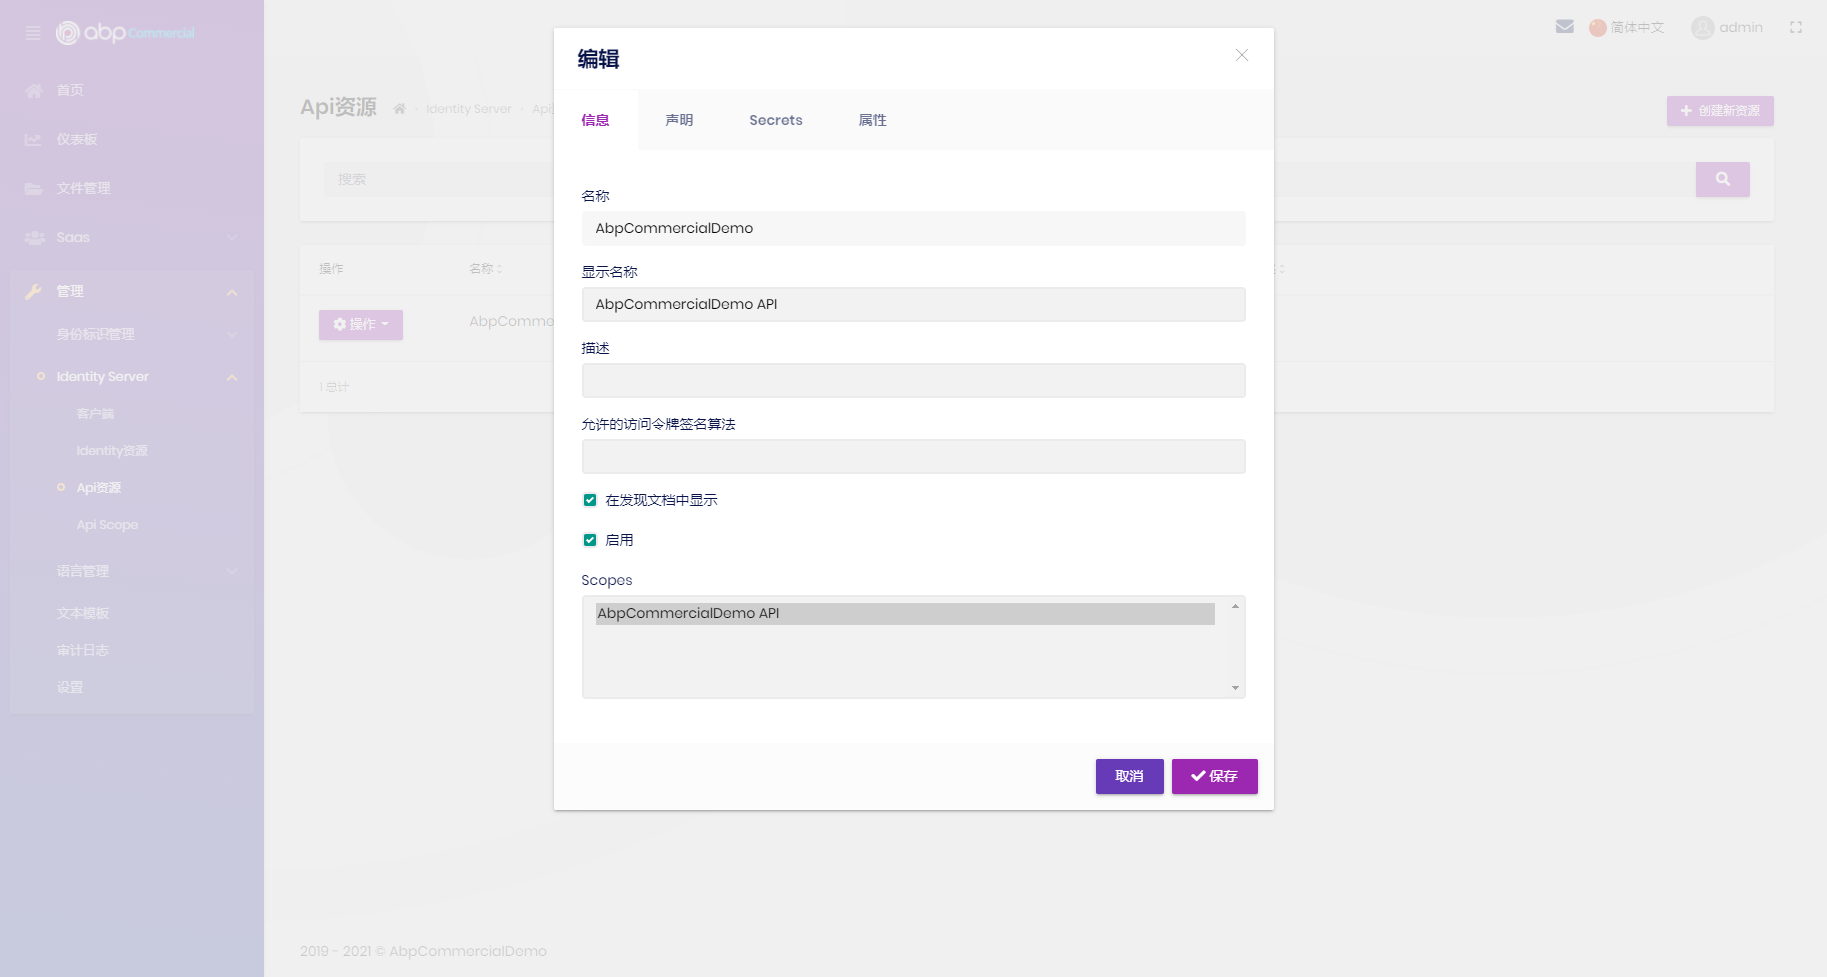 abp Commercial
简体中文
admin
首页
仪表板
文件管理
Saas
管理
身份标识管理
Identity Server
客户端
Identity资源
Api资源
Api Scope
语言管理
文本模板
审计日志
设置
Api资源
Identity Server
Api
创建新资源
搜索
操作
名称
操作
AbpComme
1 总计
编辑
信息
声明
Secrets
属性
名称
AbpCommercialDemo
显示名称
AbpCommercialDemo API
描述
允许的访问令牌签名算法
在发现文档中显示
启用
Scopes
AbpCommercialDemo API
取消
保存
2019 - 2021 © AbpCommercialDemo